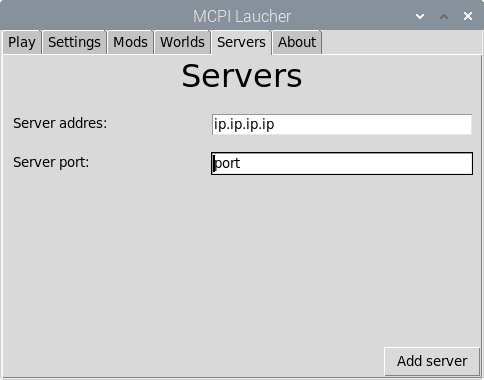 MCPI Laucher
Play Settings Mods Worlds Servers About
Servers
Server addres: ip.ip.ip.ip
Server port: port
Add server